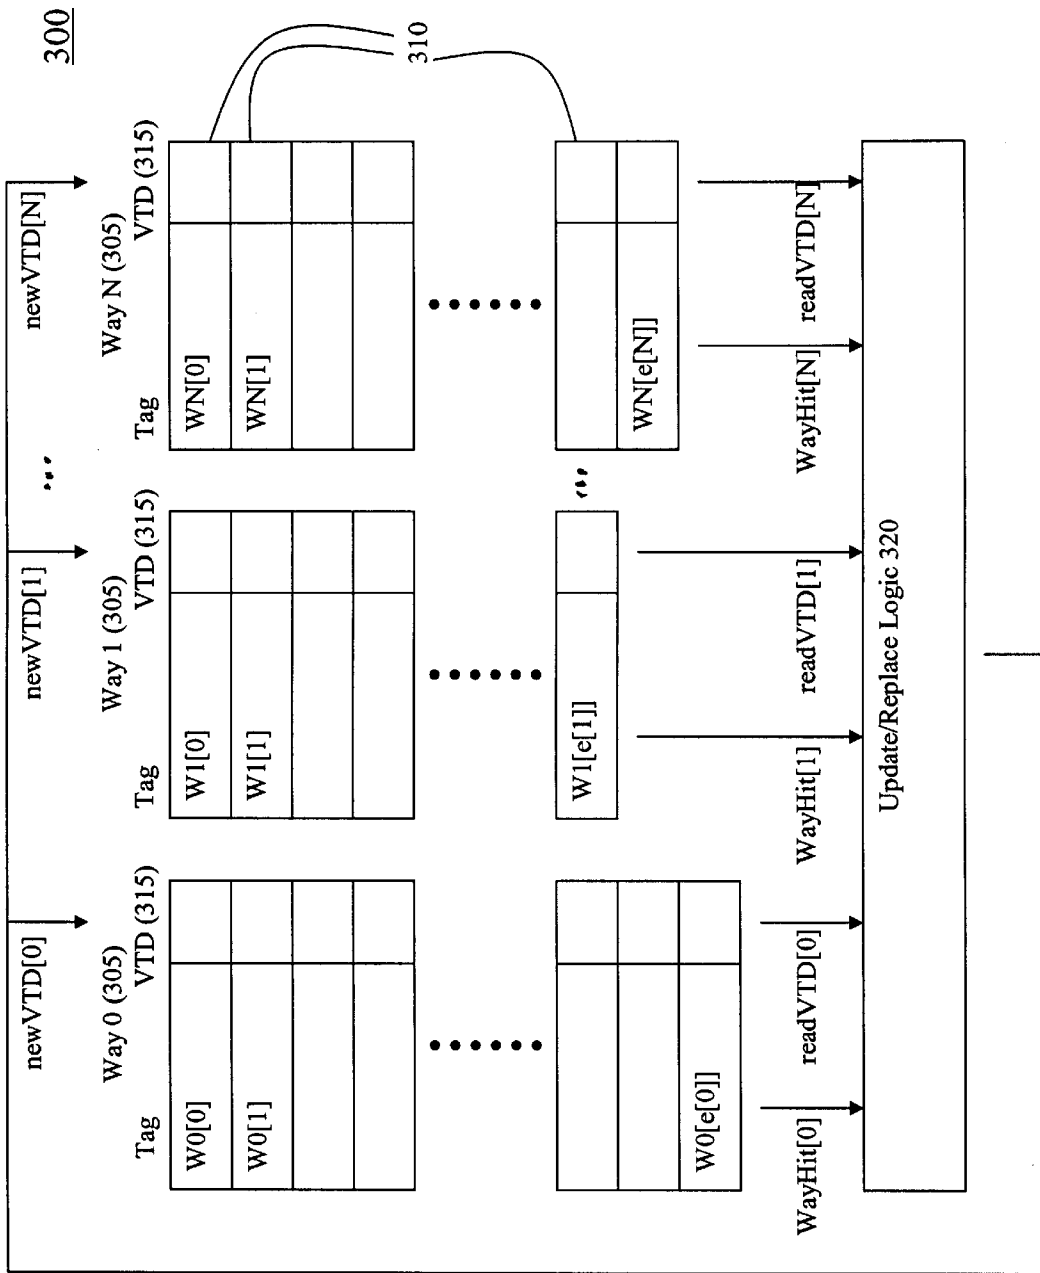 300
newVTD[0]
newVTD[1]
newVTD[N]
Way 0 (305)
Way 1 (305)
...
Way N (305)
Tag
VTD (315)
Tag
VTD (315)
Tag
VTD (315)
W0[0]
W1[0]
WN[0]
W0[1]
W1[1]
WN[1]
310
W1[e[1]]
...
WN[e[N]]
W0[e[0]]
WayHit[0]
readVTD[0]
WayHit[1]
readVTD[1]
WayHit[N]
readVTD[N]
Update/Replace Logic 320